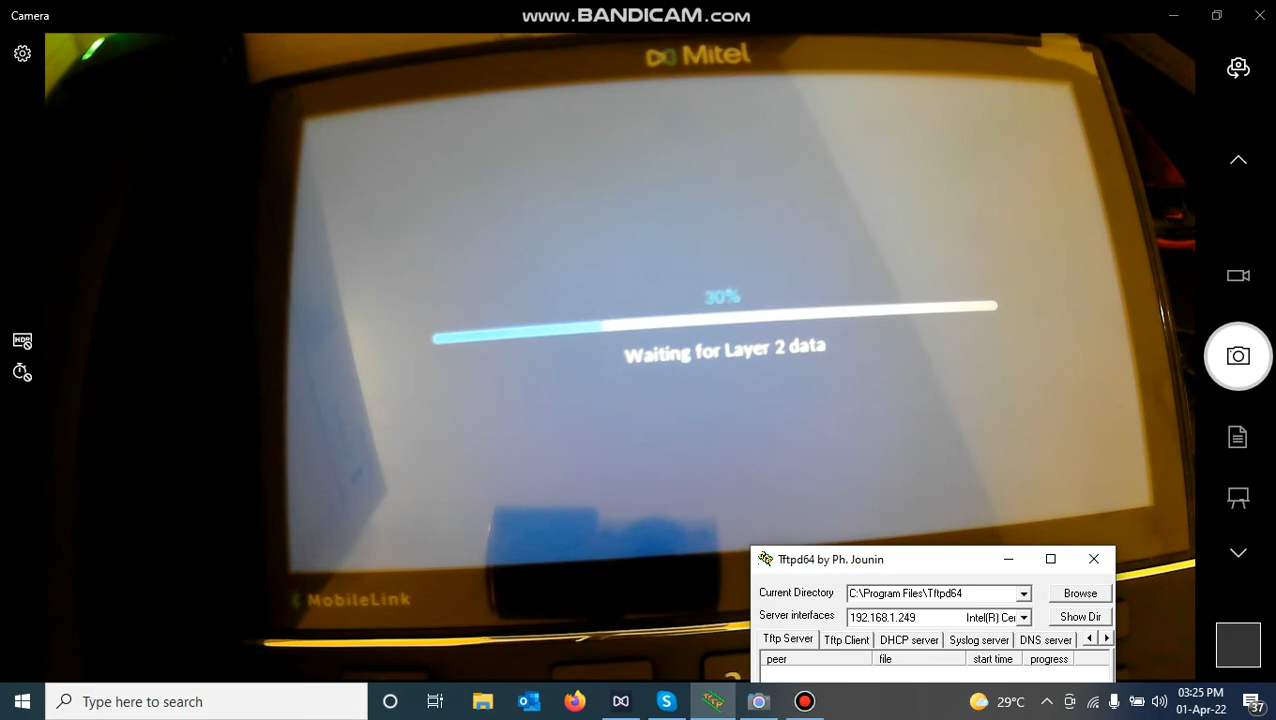 Camera
www.BANDICAM.com
Mitel
HDR
30%
Waiting for Layer 2 data
MobileLink
Tftpd64 by Ph. Jounin
Current Directory
C:\Program Files\Tftpd64
Browse
Server interfaces
192.168.1.249 Intel(R) Cer
Show Dir
Tftp Server Tftp Client DHCP server Syslog server DNS server
peer file start time progress
Type here to search
29°C
03:25 PM
01-Apr-22
37